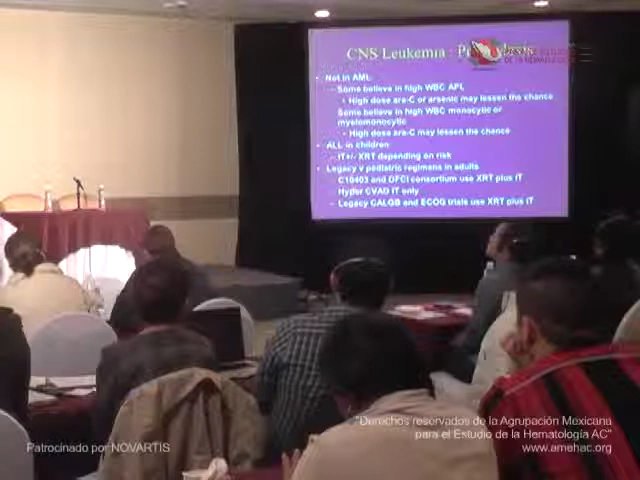 CNS Leukemia :
• Not in AML
– Some believe in high WBC APL
• High dose ara-C or arsenic may lessen the chance
Some believe in high WBC monocytic or
myelomonocytic
• High dose ara-C may lessen the chance
• ALL in children
– IT+/- XRT depending on risk
• Legacy v pediatric regimens in adults
– C10403 and DFCI consortium use XRT plus IT
– Hyper CVAD IT only
– Legacy CALGB and ECOG trials use XRT plus IT
DE LA HEMATOLOGÍA
"Derechos reservados de la Agrupación Mexicana
para el Estudio de la Hematología AC"
Patrocinado por NOVARTIS
www.amehac.org